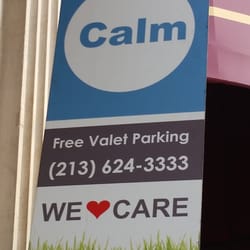 Calm
Free Valet Parking
(213) 624-3333
WE ❤ CARE